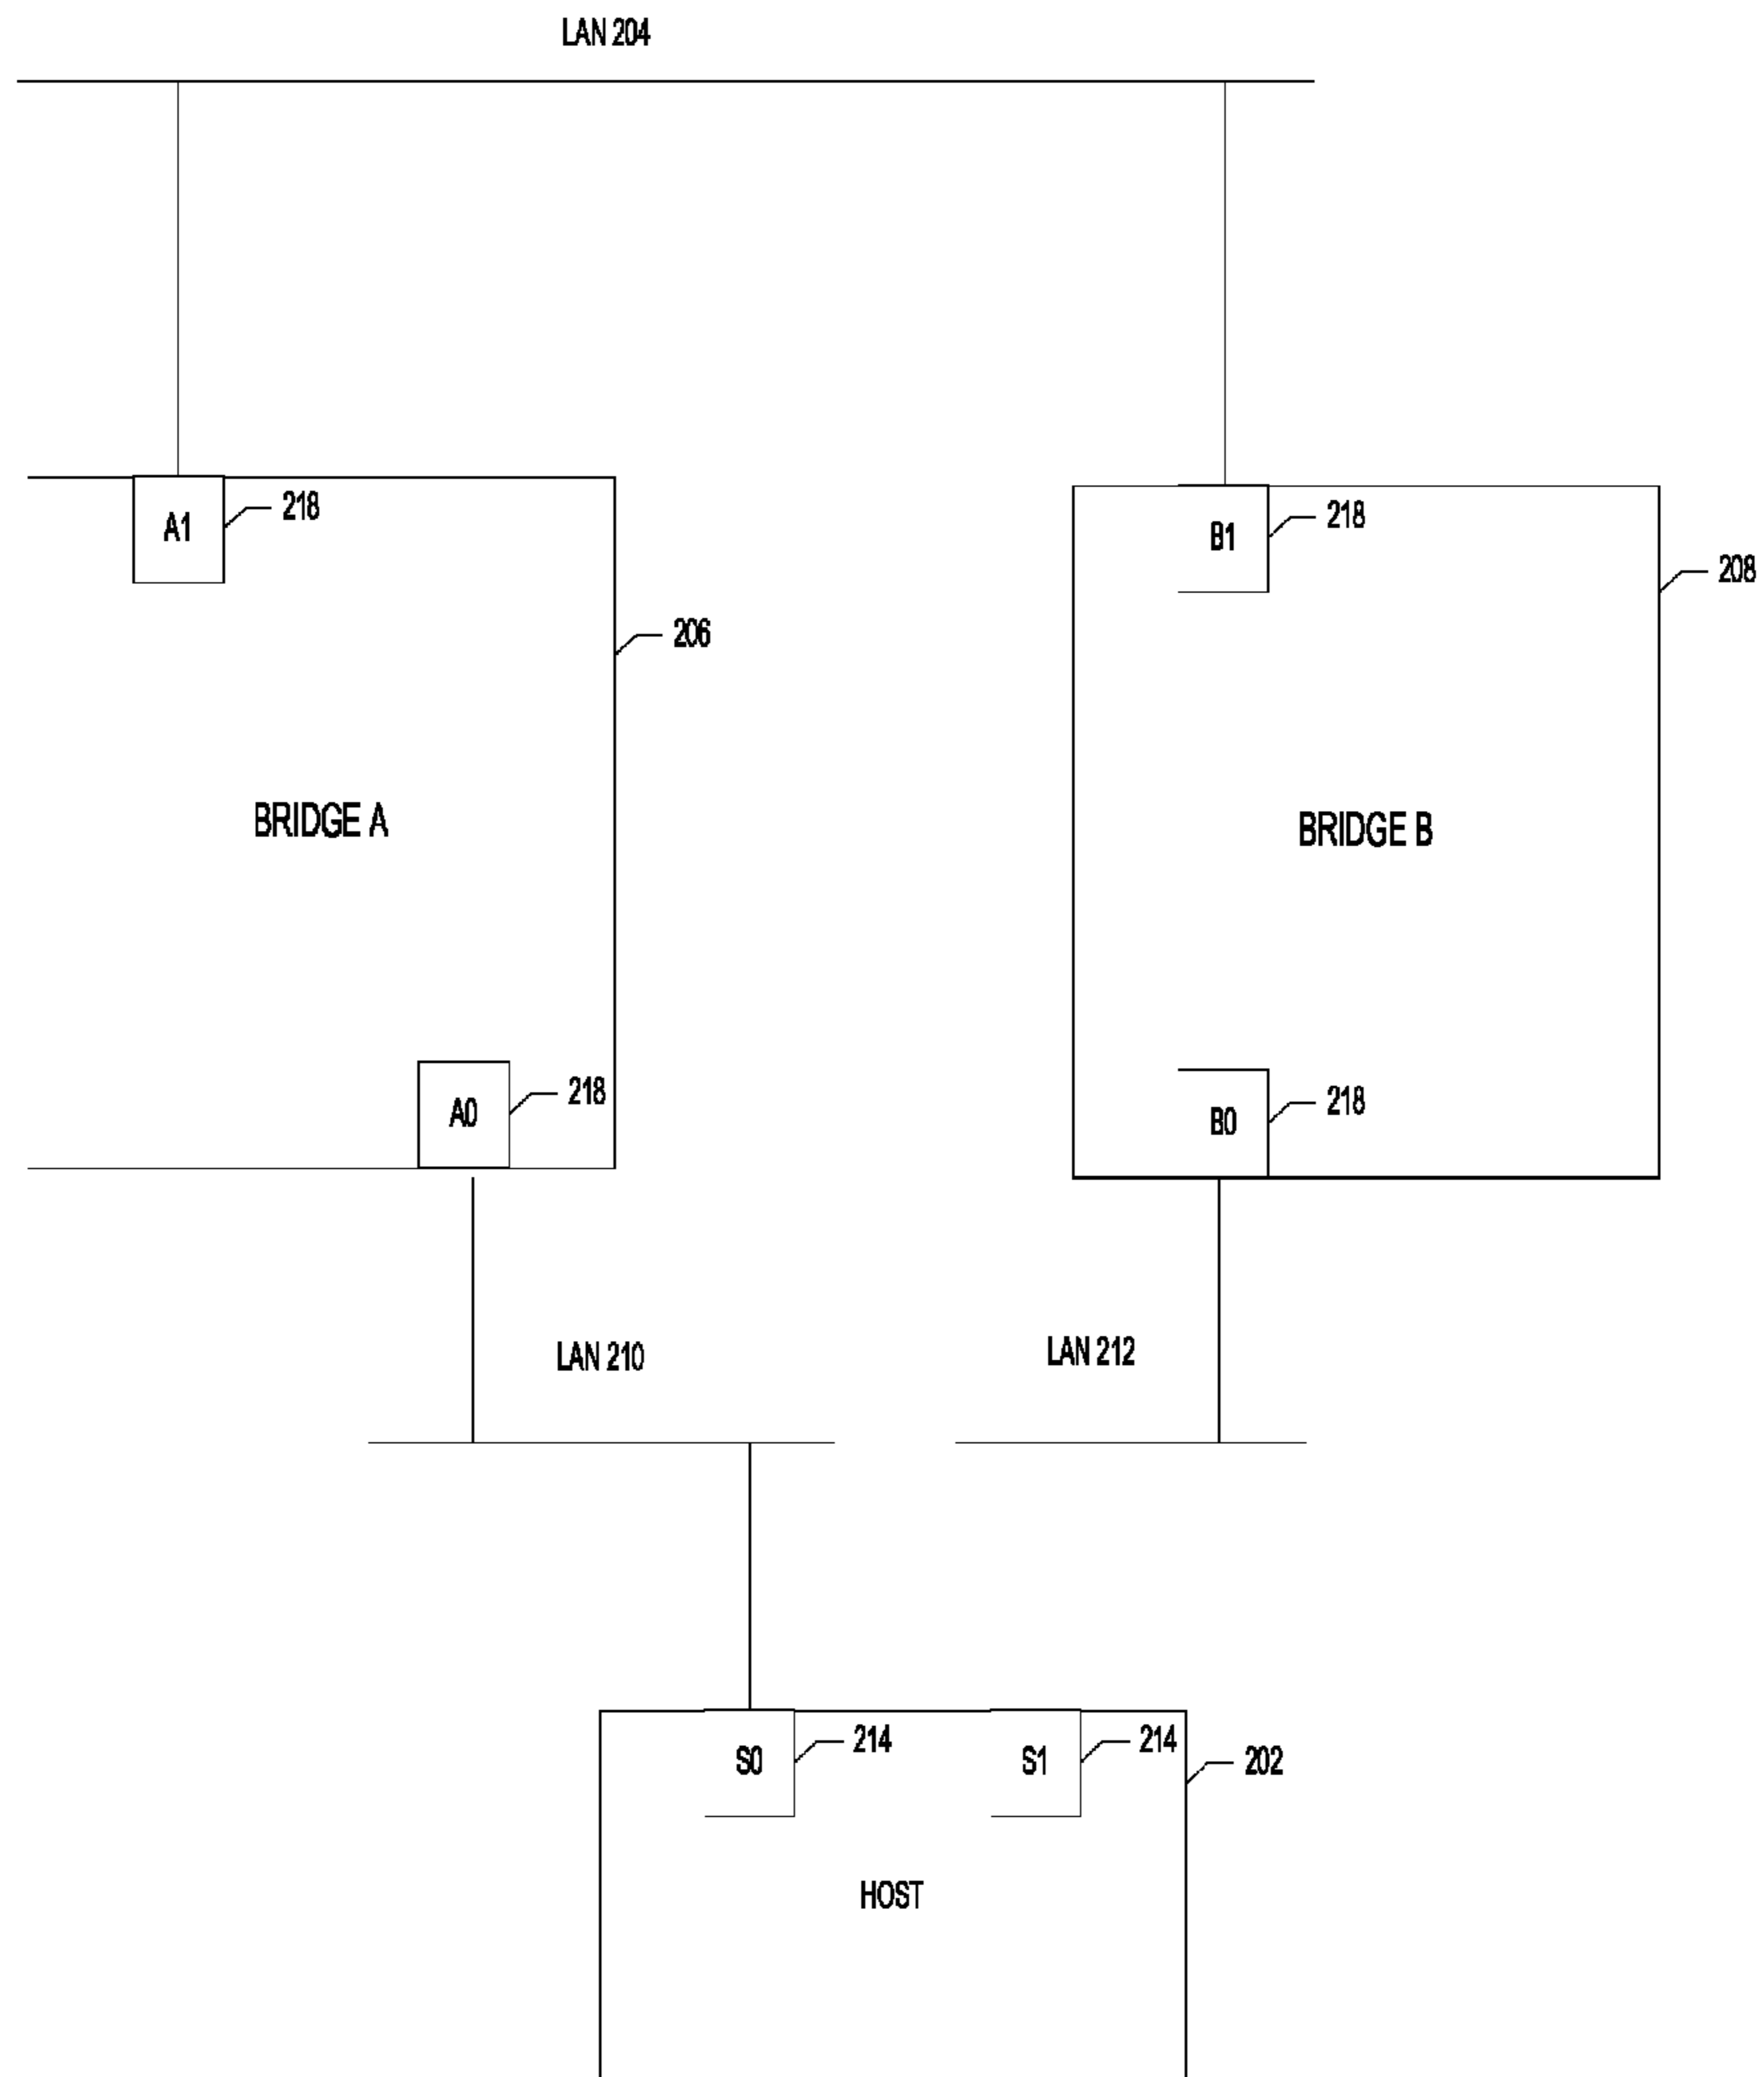 LAN 204
A1
218
B1
218
208
206
BRIDGE A
BRIDGE B
A0
218
B0
218
LAN 210
LAN 212
S0
214
S1
214
202
HOST